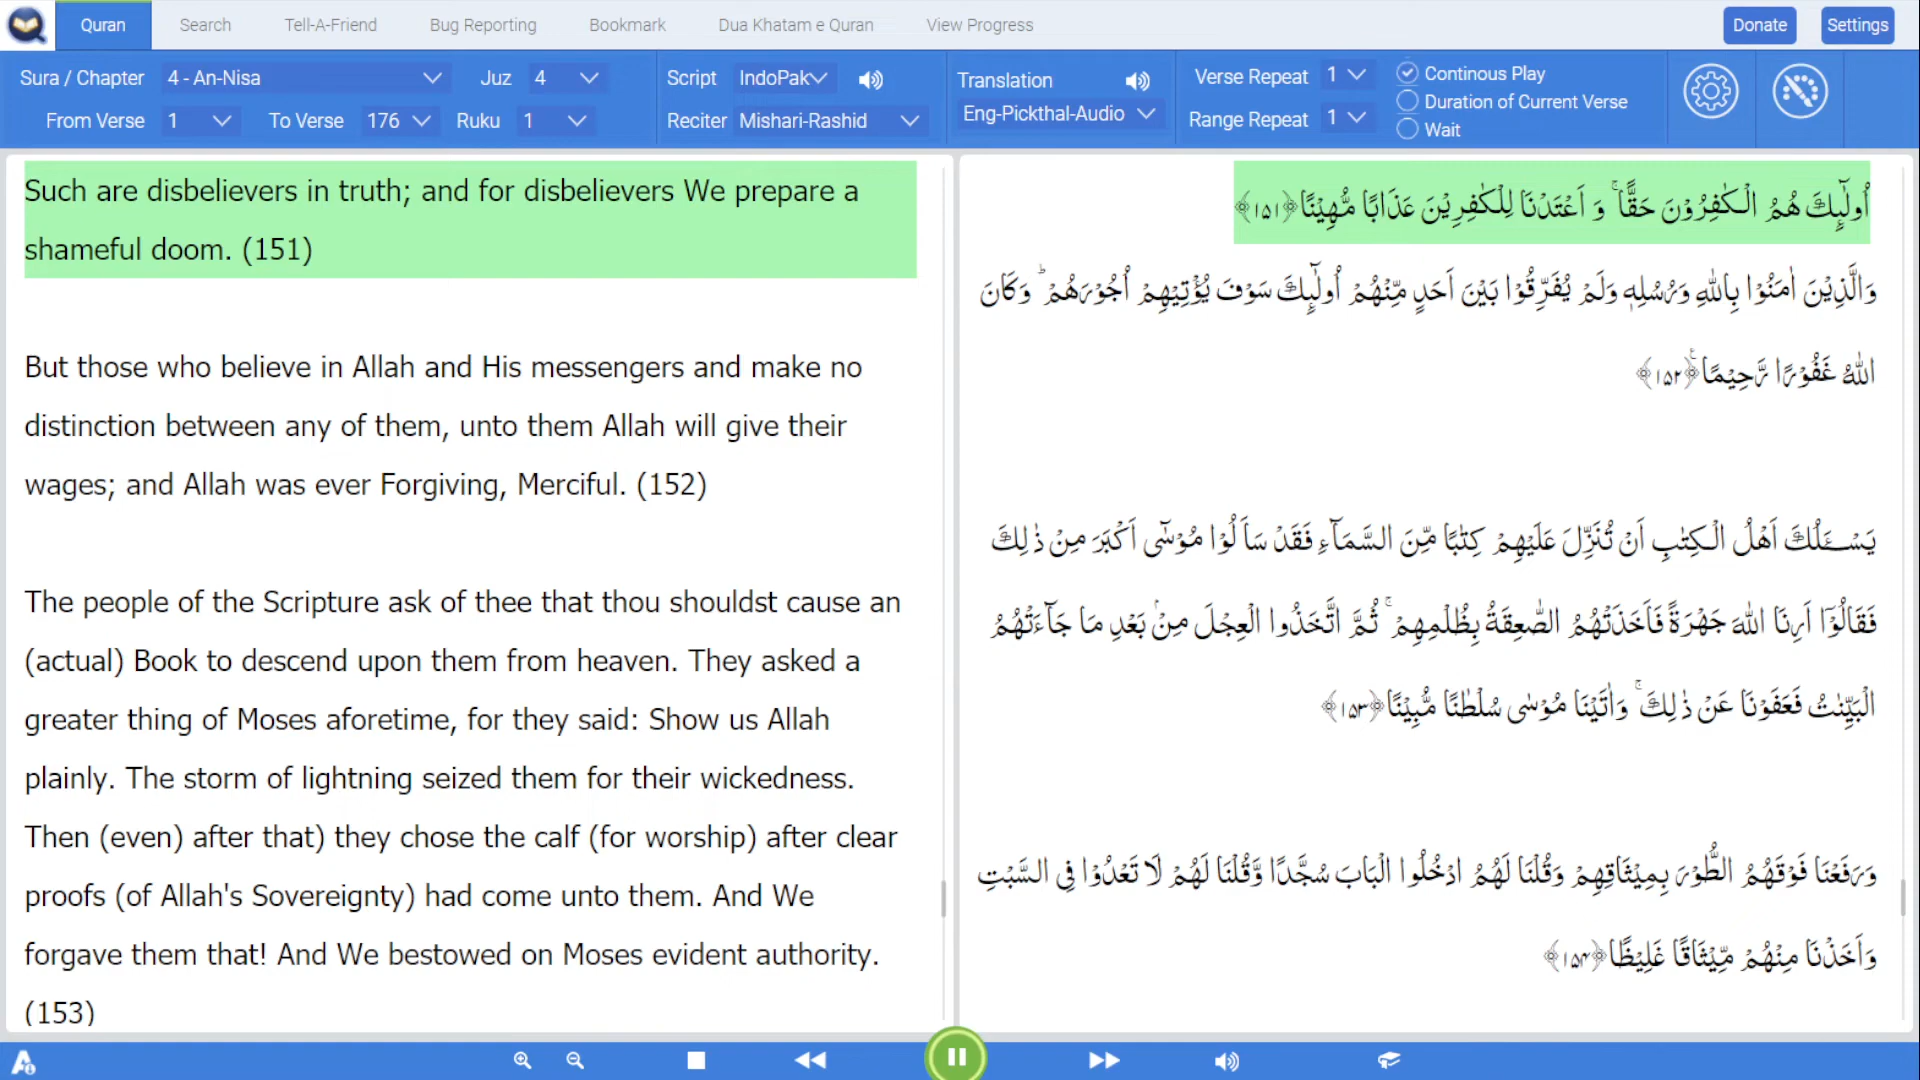 Quran Search Tell-A-Friend Bug Reporting Bookmark Dua Khatam e Quran View Progress Donate Settings
Sura / Chapter 4 - An-Nisa Juz 4 Script IndoPak Translation Verse Repeat 1 Continous Play
Duration of Current Verse
From Verse 1 To Verse 176 Ruku 1 Reciter Mishari-Rashid Eng-Pickthal-Audio Range Repeat 1 Wait
Such are disbelievers in truth; and for disbelievers We prepare a
shameful doom. (151)
But those who believe in Allah and His messengers and make no
distinction between any of them, unto them Allah will give their
wages; and Allah was ever Forgiving, Merciful. (152)
The people of the Scripture ask of thee that thou shouldst cause an
(actual) Book to descend upon them from heaven. They asked a
greater thing of Moses aforetime, for they said: Show us Allah
plainly. The storm of lightning seized them for their wickedness.
Then (even) after that) they chose the calf (for worship) after clear
proofs (of Allah's Sovereignty) had come unto them. And We
forgave them that! And We bestowed on Moses evident authority.
(153)
اُولٰٓٮِٕكَ هُمُ الْـكٰفِرُوْنَ حَقًّا‌ ۚ وَ اَعْتَدْنَا لِلْكٰفِرِيْنَ عَذَابًا مُّهِيْنًا‏﴿۱۵۱﴾
وَالَّذِيْنَ اٰمَنُوْا بِاللّٰهِ وَرُسُلِهٖ وَلَمْ يُفَرِّقُوْا بَيْنَ اَحَدٍ مِّنْهُمْ اُولٰٓٮِٕكَ سَوْفَ يُؤْتِيْهِمْ اُجُوْرَهُمْ‌ ؕ وَكَانَ
اللّٰهُ غَفُوْرًا رَّحِيْمًا‏ ﴿۱۵۲﴾
يَسْــَٔـلُكَ اَهْلُ الْـكِتٰبِ اَنْ تُنَزِّلَ عَلَيْهِمْ كِتٰبًا مِّنَ السَّمَآءِ‌ فَقَدْ سَاَ لُوْا مُوْسٰٓى اَكْبَرَ مِنْ ذٰ لِكَ
فَقَالُوْۤا اَرِنَا اللّٰهَ جَهْرَةً فَاَخَذَتْهُمُ الصّٰعِقَةُ بِظُلْمِهِمْ‌‌ ۚ ثُمَّ اتَّخَذُوا الْعِجْلَ مِنْۢ بَعْدِ مَا جَآءَتْهُمُ
الْبَيِّنٰتُ فَعَفَوْنَا عَنْ ذٰ لِكَ‌‌ ۚ وَاٰتَيْنَا مُوْسٰى سُلْطٰنًا مُّبِيْنًا‏ ﴿۱۵۳﴾
وَرَفَعْنَا فَوْقَهُمُ الطُّوْرَ بِمِيْثَاقِهِمْ وَقُلْنَا لَهُمُ ادْخُلُوا الْبَابَ سُجَّدًا وَّقُلْنَا لَهُمْ لَا تَعْدُوْا فِى السَّبْتِ
وَاَخَذْنَا مِنْهُمْ مِّيْثَاقًا غَلِيْظًا‏ ﴿۱۵۴﴾